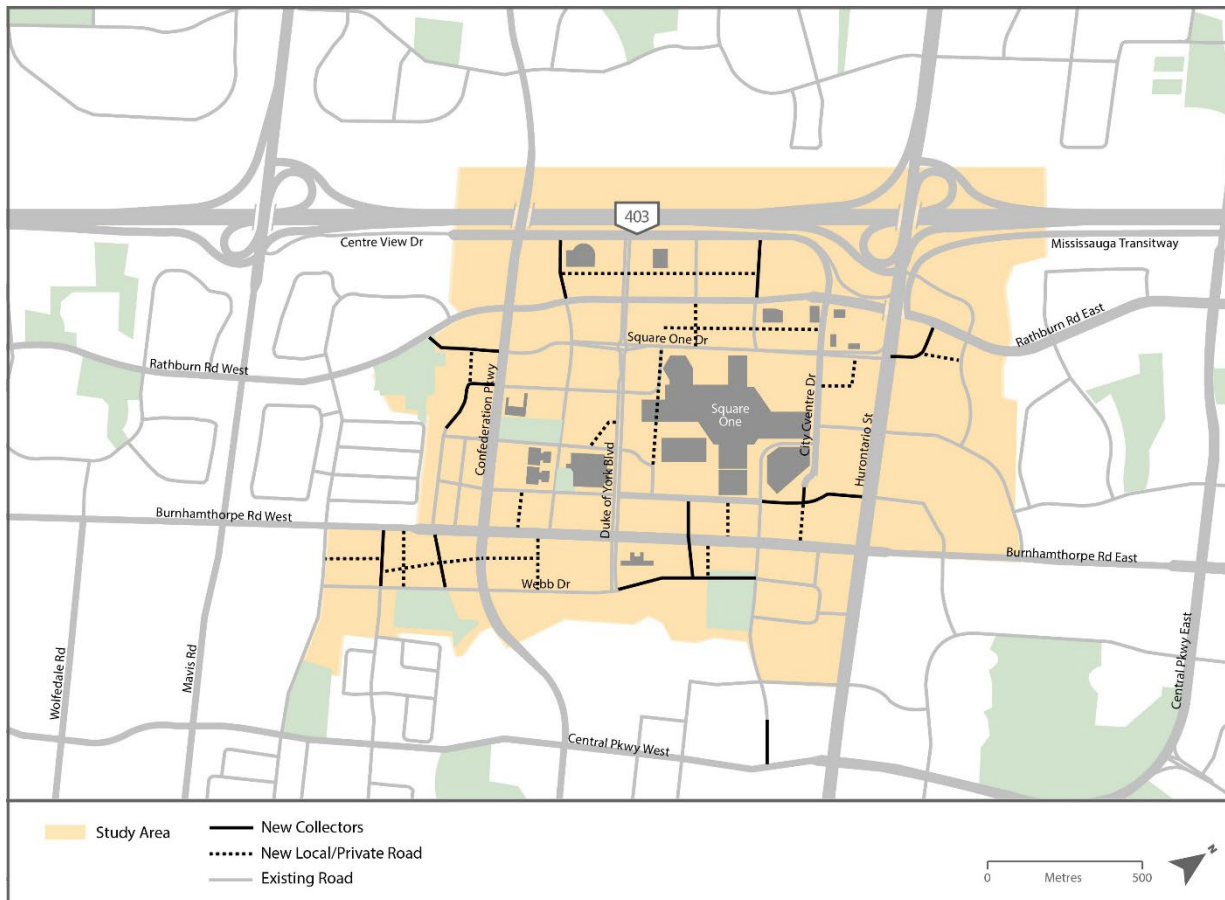 403
Centre View Dr
Mississauga Transitway
Rathburn Rd East
Square One Dr
Rathburn Rd West
Confederation Pkwy
Square
One
City Cventre Dr
Hurontario St
Duke of York Blvd
Burnhamthorpe Rd West
Burnhamthorpe Rd East
Webb Dr
Wolfedale Rd
Mavis Rd
Central Pkwy East
Central Pkwy West
Study Area
New Collectors
New Local/Private Road
Existing Road
0 Metres 500
N